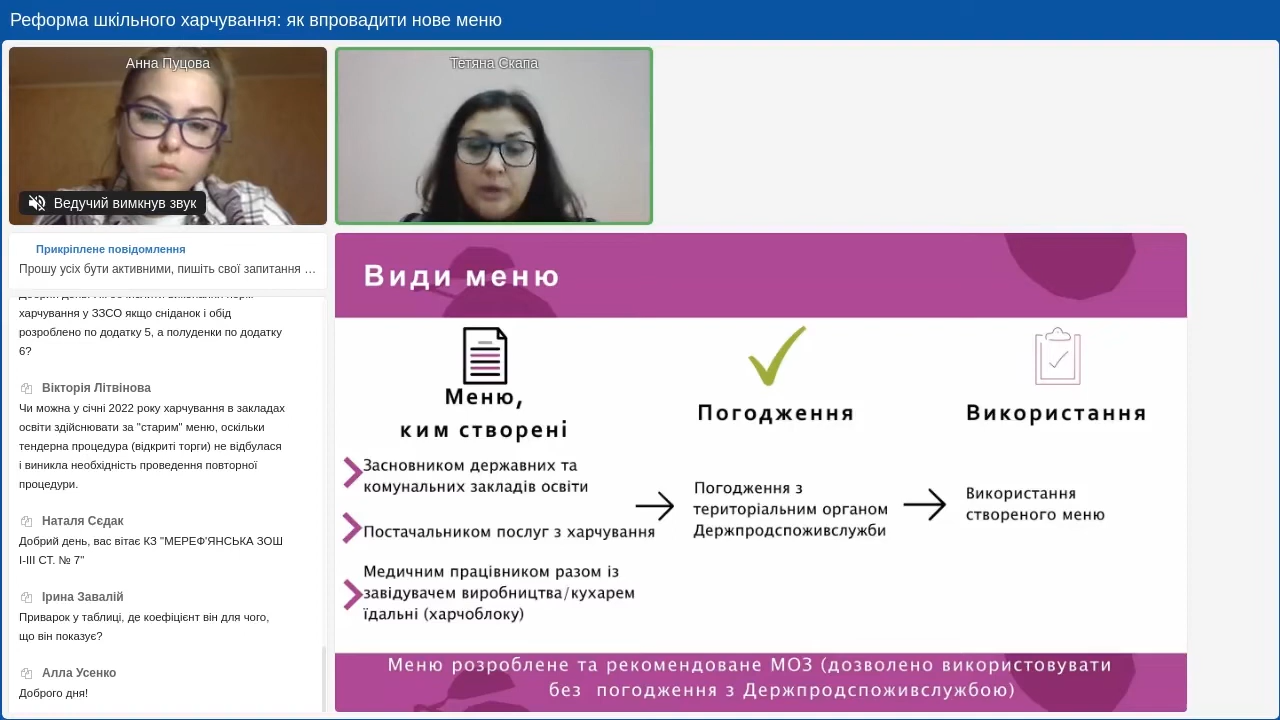 Реформа шкільного харчування: як впровадити нове меню
Анна Пуцова
Тетяна Скапа
Ведучий вимкнув звук
Прикріплене повідомлення
Прошу усіх бути активними, пишіть свої запитання …
харчування у ЗЗСО якщо сніданок і обід
розроблено по додатку 5, а полуденки по додатку
6?
Вікторія Літвінова
Чи можна у січні 2022 року харчування в закладах
освіти здійснювати за "старим" меню, оскільки
тендерна процедура (відкриті торги) не відбулася
і виникла необхідність проведення повторної
процедури.
Наталя Сєдак
Добрий день, вас вітає КЗ "МЕРЕФ'ЯНСЬКА ЗОШ
І-ІІІ СТ. № 7"
Ірина Завалій
Приварок у таблиці, де коефіцієнт він для чого,
що він показує?
Алла Усенко
Доброго дня!
Види меню
Меню,
ким створені
Засновником державних та
комунальних закладів освіти
Постачальником послуг з харчування
Медичним працівником разом із
завідувачем виробництва/кухарем
їдальні (харчоблоку)
Погодження
Погодження з
територіальним органом
Держпродспоживслужби
Використання
Використання
створеного меню
Меню розроблене та рекомендоване МОЗ (дозволено використовувати
без погодження з Держпродспоживслужбою)